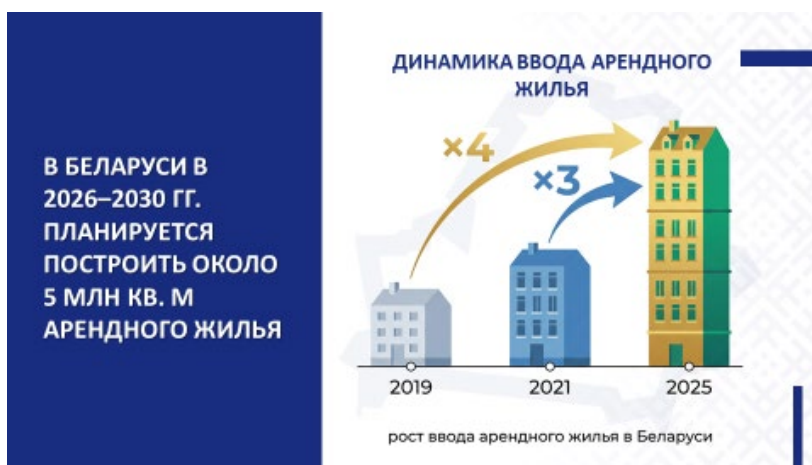 В БЕЛАРУСИ В
2026–2030 ГГ.
ПЛАНИРУЕТСЯ
ПОСТРОИТЬ ОКОЛО
5 МЛН КВ. М
АРЕНДНОГО ЖИЛЬЯ
ДИНАМИКА ВВОДА АРЕНДНОГО
ЖИЛЬЯ
×4
×3
2019
2021
2025
рост ввода арендного жилья в Беларуси